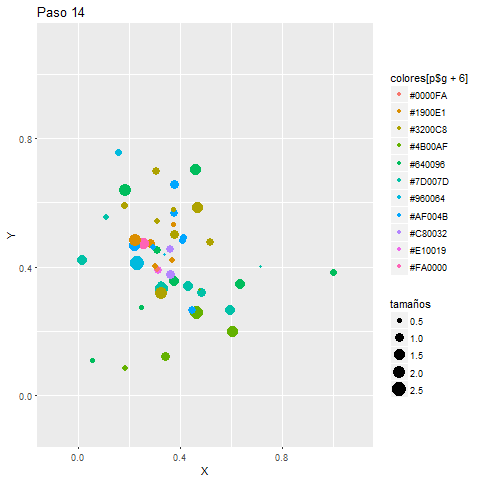 Paso 14
Y
0.8
0.4
0.0
0.0
0.4
0.8
X
colores[p$g + 6]
#0000FA
#1900E1
#3200C8
#4B00AF
#640096
#7D007D
#960064
#AF004B
#C80032
#E10019
#FA0000
tamaños
0.5
1.0
1.5
2.0
2.5